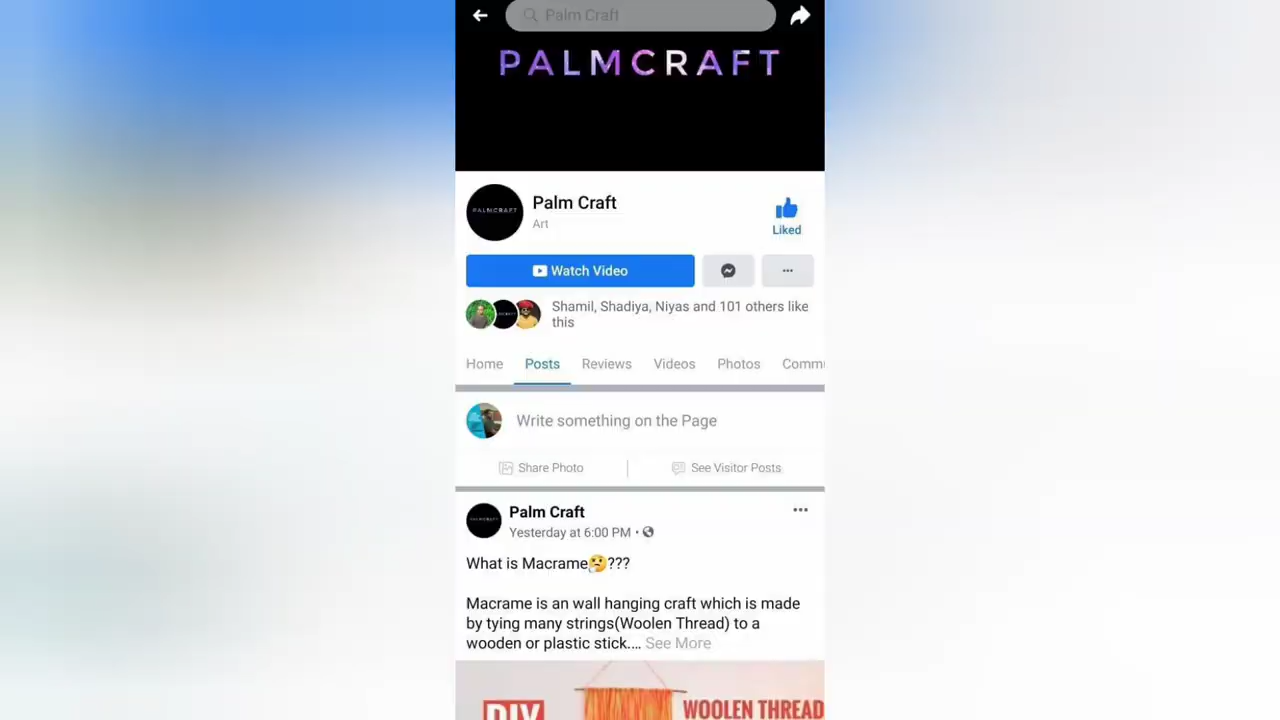 Palm Craft
PALMCRAFT
PALMCRAFT
Palm Craft
Art
Liked
Watch Video
Shamil, Shadiya, Niyas and 101 others like
this
Home Posts Reviews Videos Photos Commu
Write something on the Page
Share Photo See Visitor Posts
PALMCRAFT
Palm Craft
Yesterday at 6:00 PM •
What is Macrame🤔???
Macrame is an wall hanging craft which is made
by tying many strings(Woolen Thread) to a
wooden or plastic stick.... See More
DIY WOOLEN THREAD